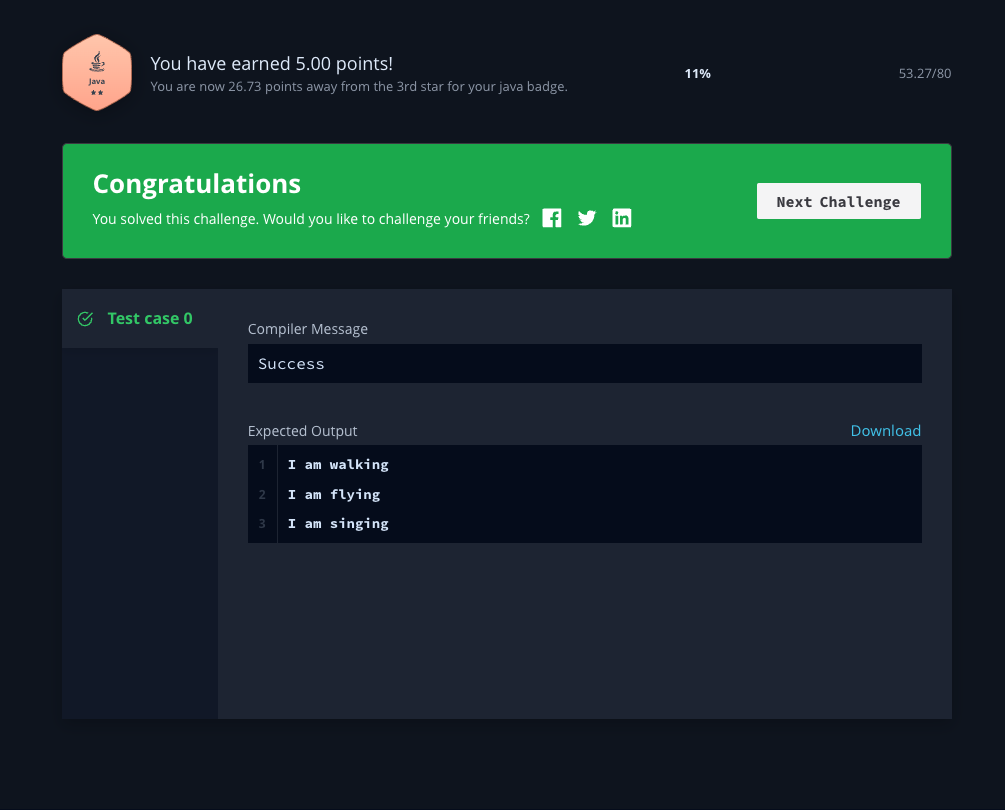 Java
★★
You have earned 5.00 points!
You are now 26.73 points away from the 3rd star for your java badge.
11%
53.27/80
Congratulations
You solved this challenge. Would you like to challenge your friends?
Next Challenge
Test case 0
Compiler Message
Success
Expected Output
Download
1 I am walking
2 I am flying
3 I am singing